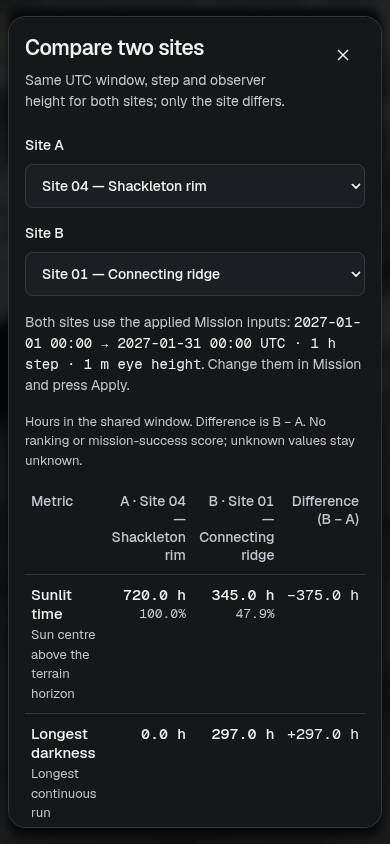 Compare two sites
×
Same UTC window, step and observer
height for both sites; only the site differs.
Site A
Site 04 — Shackleton rim
Site B
Site 01 — Connecting ridge
Both sites use the applied Mission inputs: 2027-01-
01 00:00 → 2027-01-31 00:00 UTC · 1 h
step · 1 m eye height. Change them in Mission
and press Apply.
Hours in the shared window. Difference is B – A. No
ranking or mission-success score; unknown values stay
unknown.
Metric
A · Site 04
—
Shackleton
rim
B · Site 01
—
Connecting
ridge
Difference
(B – A)
Sunlit
time
Sun centre
above the
terrain
horizon
720.0 h
100.0%
345.0 h
47.9%
−375.0 h
Longest
darkness
Longest
continuous
run
0.0 h
297.0 h
+297.0 h